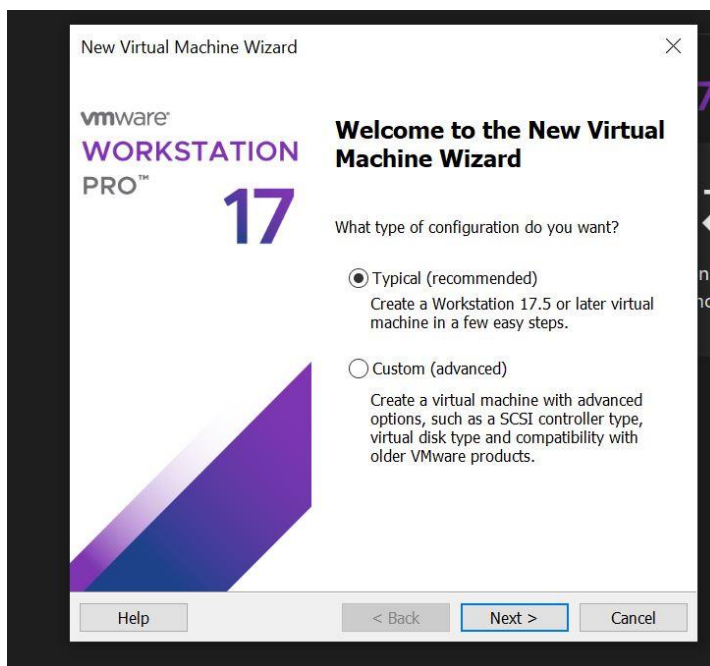 New Virtual Machine Wizard
vmware
WORKSTATION
PRO™
17
Welcome to the New Virtual
Machine Wizard
What type of configuration do you want?
Typical (recommended)
Create a Workstation 17.5 or later virtual
machine in a few easy steps.
Custom (advanced)
Create a virtual machine with advanced
options, such as a SCSI controller type,
virtual disk type and compatibility with
older VMware products.
Help
< Back
Next >
Cancel